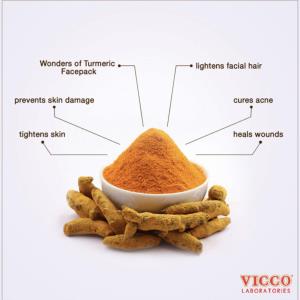 Wonders of Turmeric
Facepack
lightens facial hair
prevents skin damage
cures acne
tightens skin
heals wounds
VICCO
LABORATORIES